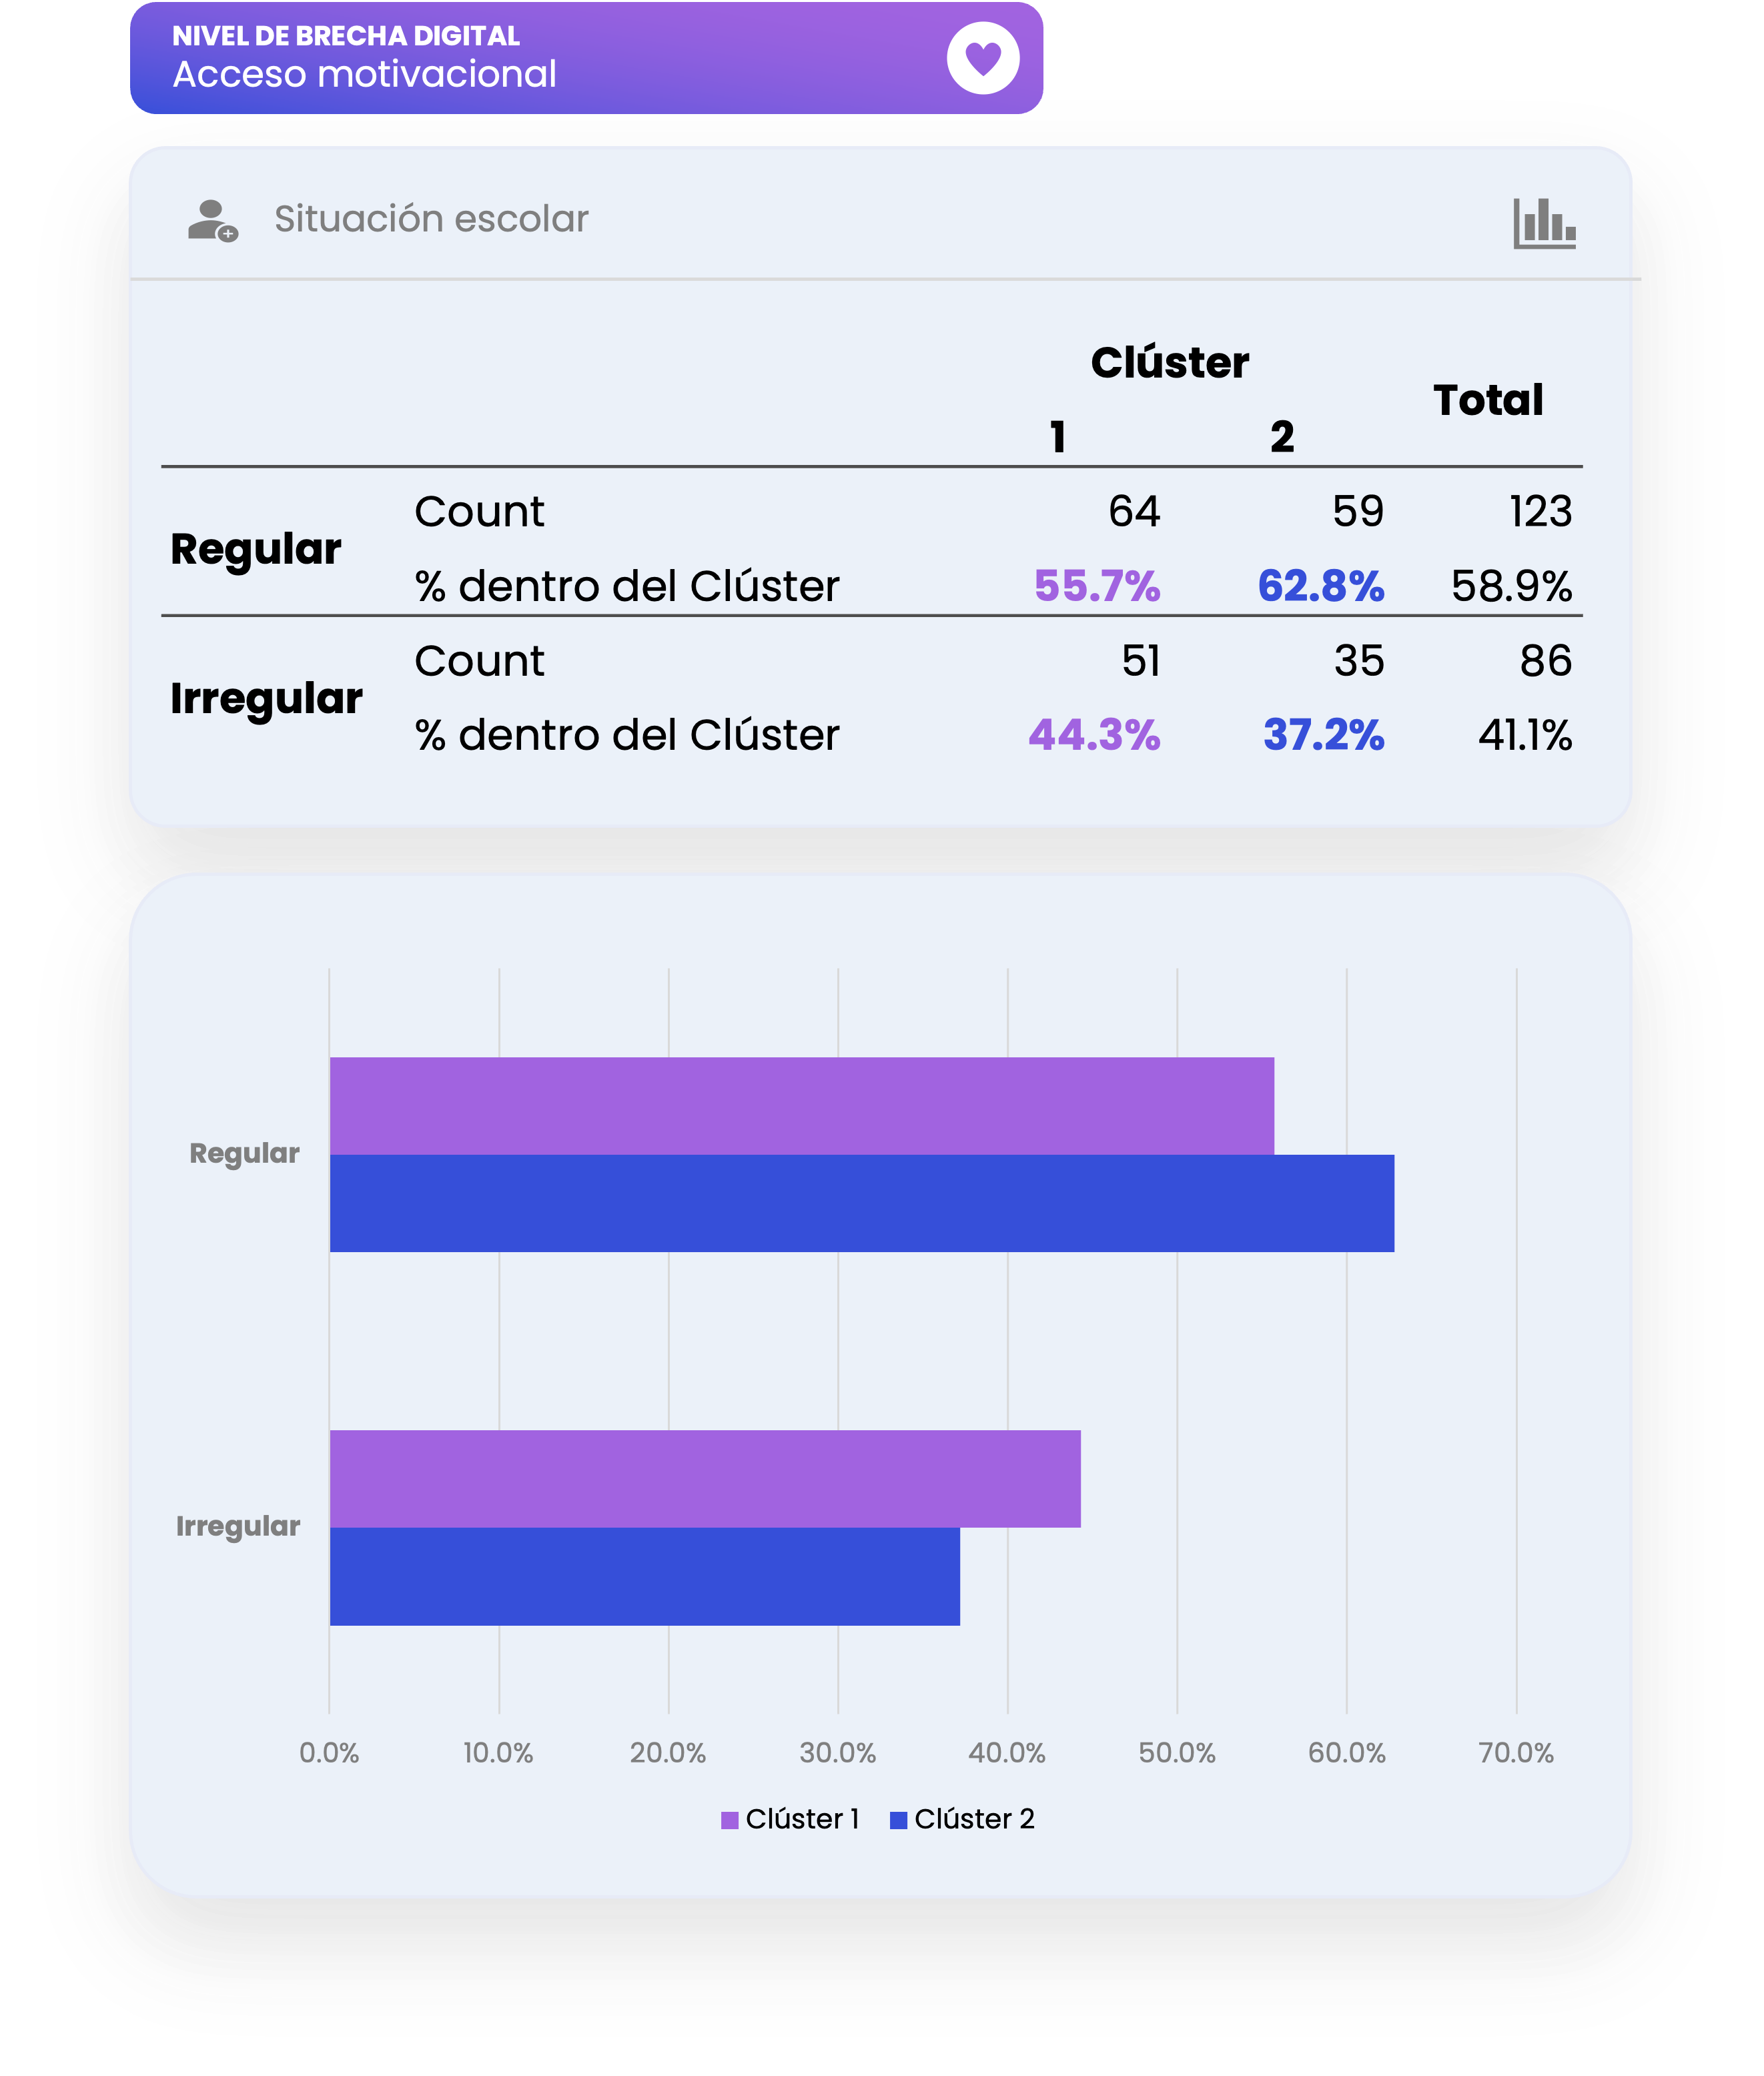 NIVEL DE BRECHA DIGITAL
Acceso motivacional
Situación escolar
Clúster
Total
1 2
Regular
Count 64 59 123
% dentro del Clúster 55.7% 62.8% 58.9%
Irregular
Count 51 35 86
% dentro del Clúster 44.3% 37.2% 41.1%
Regular
Irregular
0.0% 10.0% 20.0% 30.0% 40.0% 50.0% 60.0% 70.0%
Clúster 1 Clúster 2